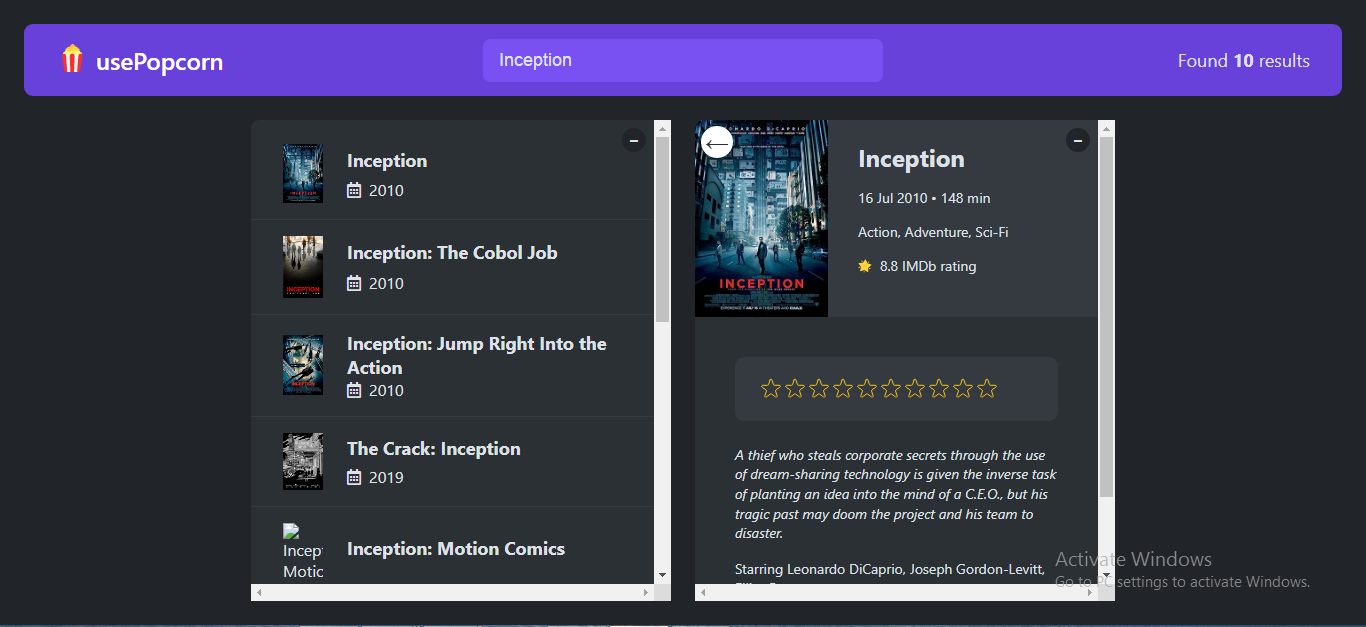 usePopcorn
Inception
Found 10 results
Inception
2010
Inception: The Cobol Job
2010
Inception: Jump Right Into the
Action
2010
The Crack: Inception
2019
Incept
Motic
Inception: Motion Comics
INCEPTION
Inception
16 Jul 2010 • 148 min
Action, Adventure, Sci-Fi
8.8 IMDb rating
A thief who steals corporate secrets through the use
of dream-sharing technology is given the inverse task
of planting an idea into the mind of a C.E.O., but his
tragic past may doom the project and his team to
disaster.
Starring Leonardo DiCaprio, Joseph Gordon-Levitt,
Activate Windows
Go to PC settings to activate Windows.